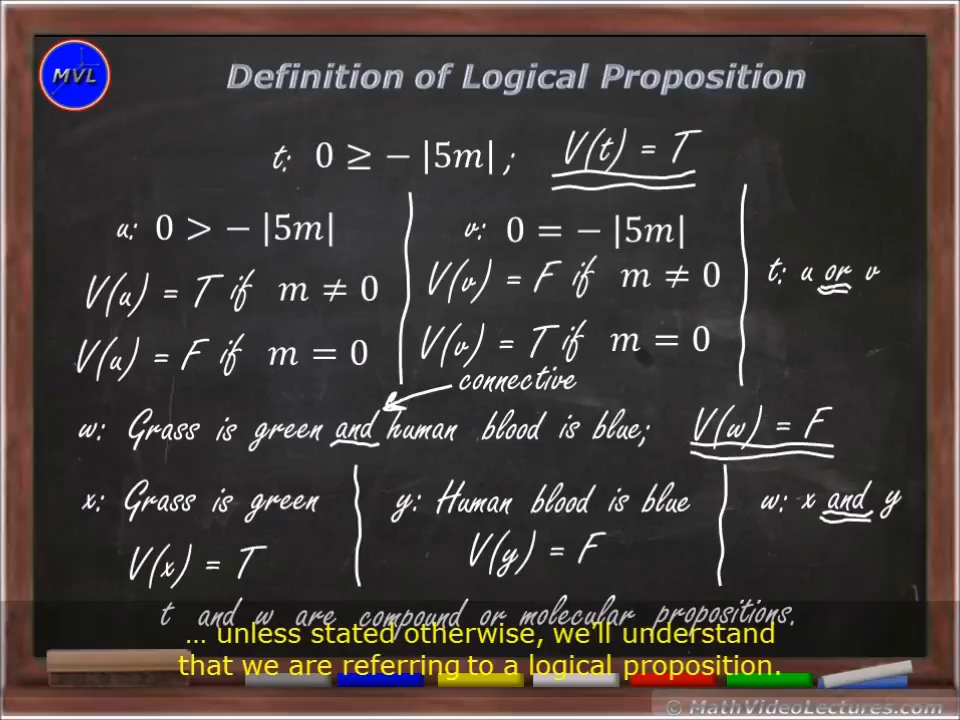 MVL
Definition of Logical Proposition
t: 0 ≥ − |5m| ; V(t) = T
u: 0 > − |5m|
V(u) = T if m ≠ 0
V(u) = F if m = 0
v: 0 = − |5m|
V(v) = F if m ≠ 0
V(v) = T if m = 0
t: u or v
connective
w: Grass is green and human blood is blue; V(w) = F
x: Grass is green
V(x) = T
y: Human blood is blue
V(y) = F
w: x and y
t and w are compound or molecular propositions.
… unless stated otherwise, we'll understand
that we are referring to a logical proposition.
© MathVideoLectures.com